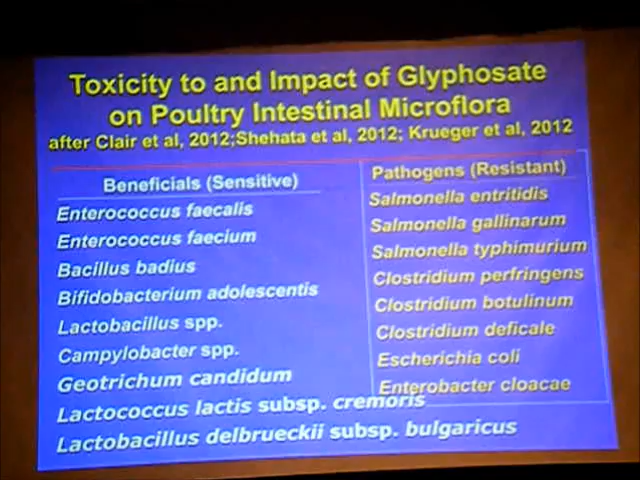 Toxicity to and Impact of Glyphosate
on Poultry Intestinal Microflora
after Clair et al, 2012;Shehata et al, 2012; Krueger et al, 2012
Beneficials (Sensitive)
Enterococcus faecalis
Enterococcus faecium
Bacillus badius
Bifidobacterium adolescentis
Lactobacillus spp.
Campylobacter spp.
Geotrichum candidum
Lactococcus lactis subsp. cremoris
Lactobacillus delbrueckii subsp. bulgaricus
Pathogens (Resistant)
Salmonella entritidis
Salmonella gallinarum
Salmonella typhimurium
Clostridium perfringens
Clostridium botulinum
Clostridium deficale
Escherichia coli
Enterobacter cloacae